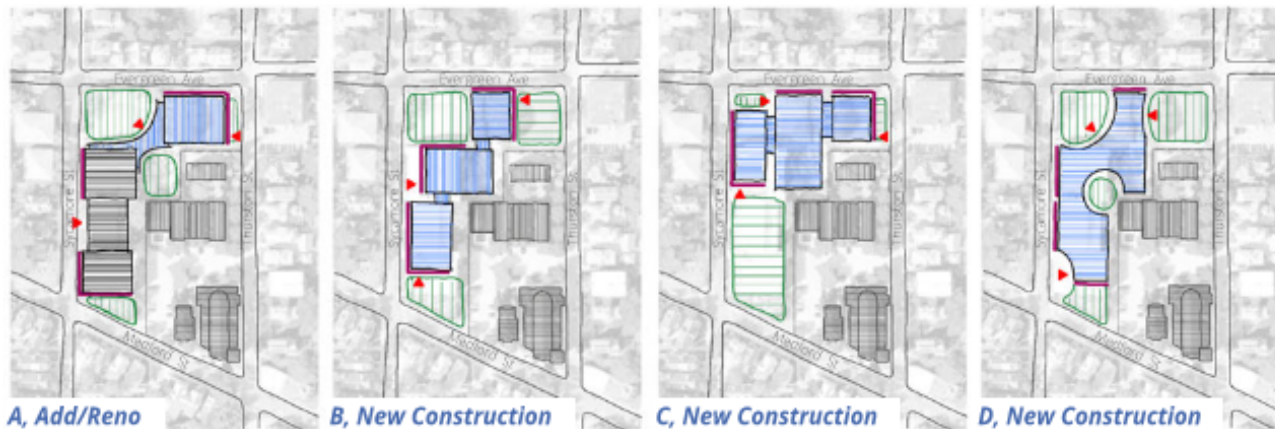 Evergreen Ave
Sycamore St
Thurston St
Medford St
A, Add/Reno
Evergreen Ave
Sycamore St
Thurston St
Medford St
B, New Construction
Evergreen Ave
Sycamore St
Thurston St
Medford St
C, New Construction
Evergreen Ave
Sycamore St
Thurston St
Medford St
D, New Construction